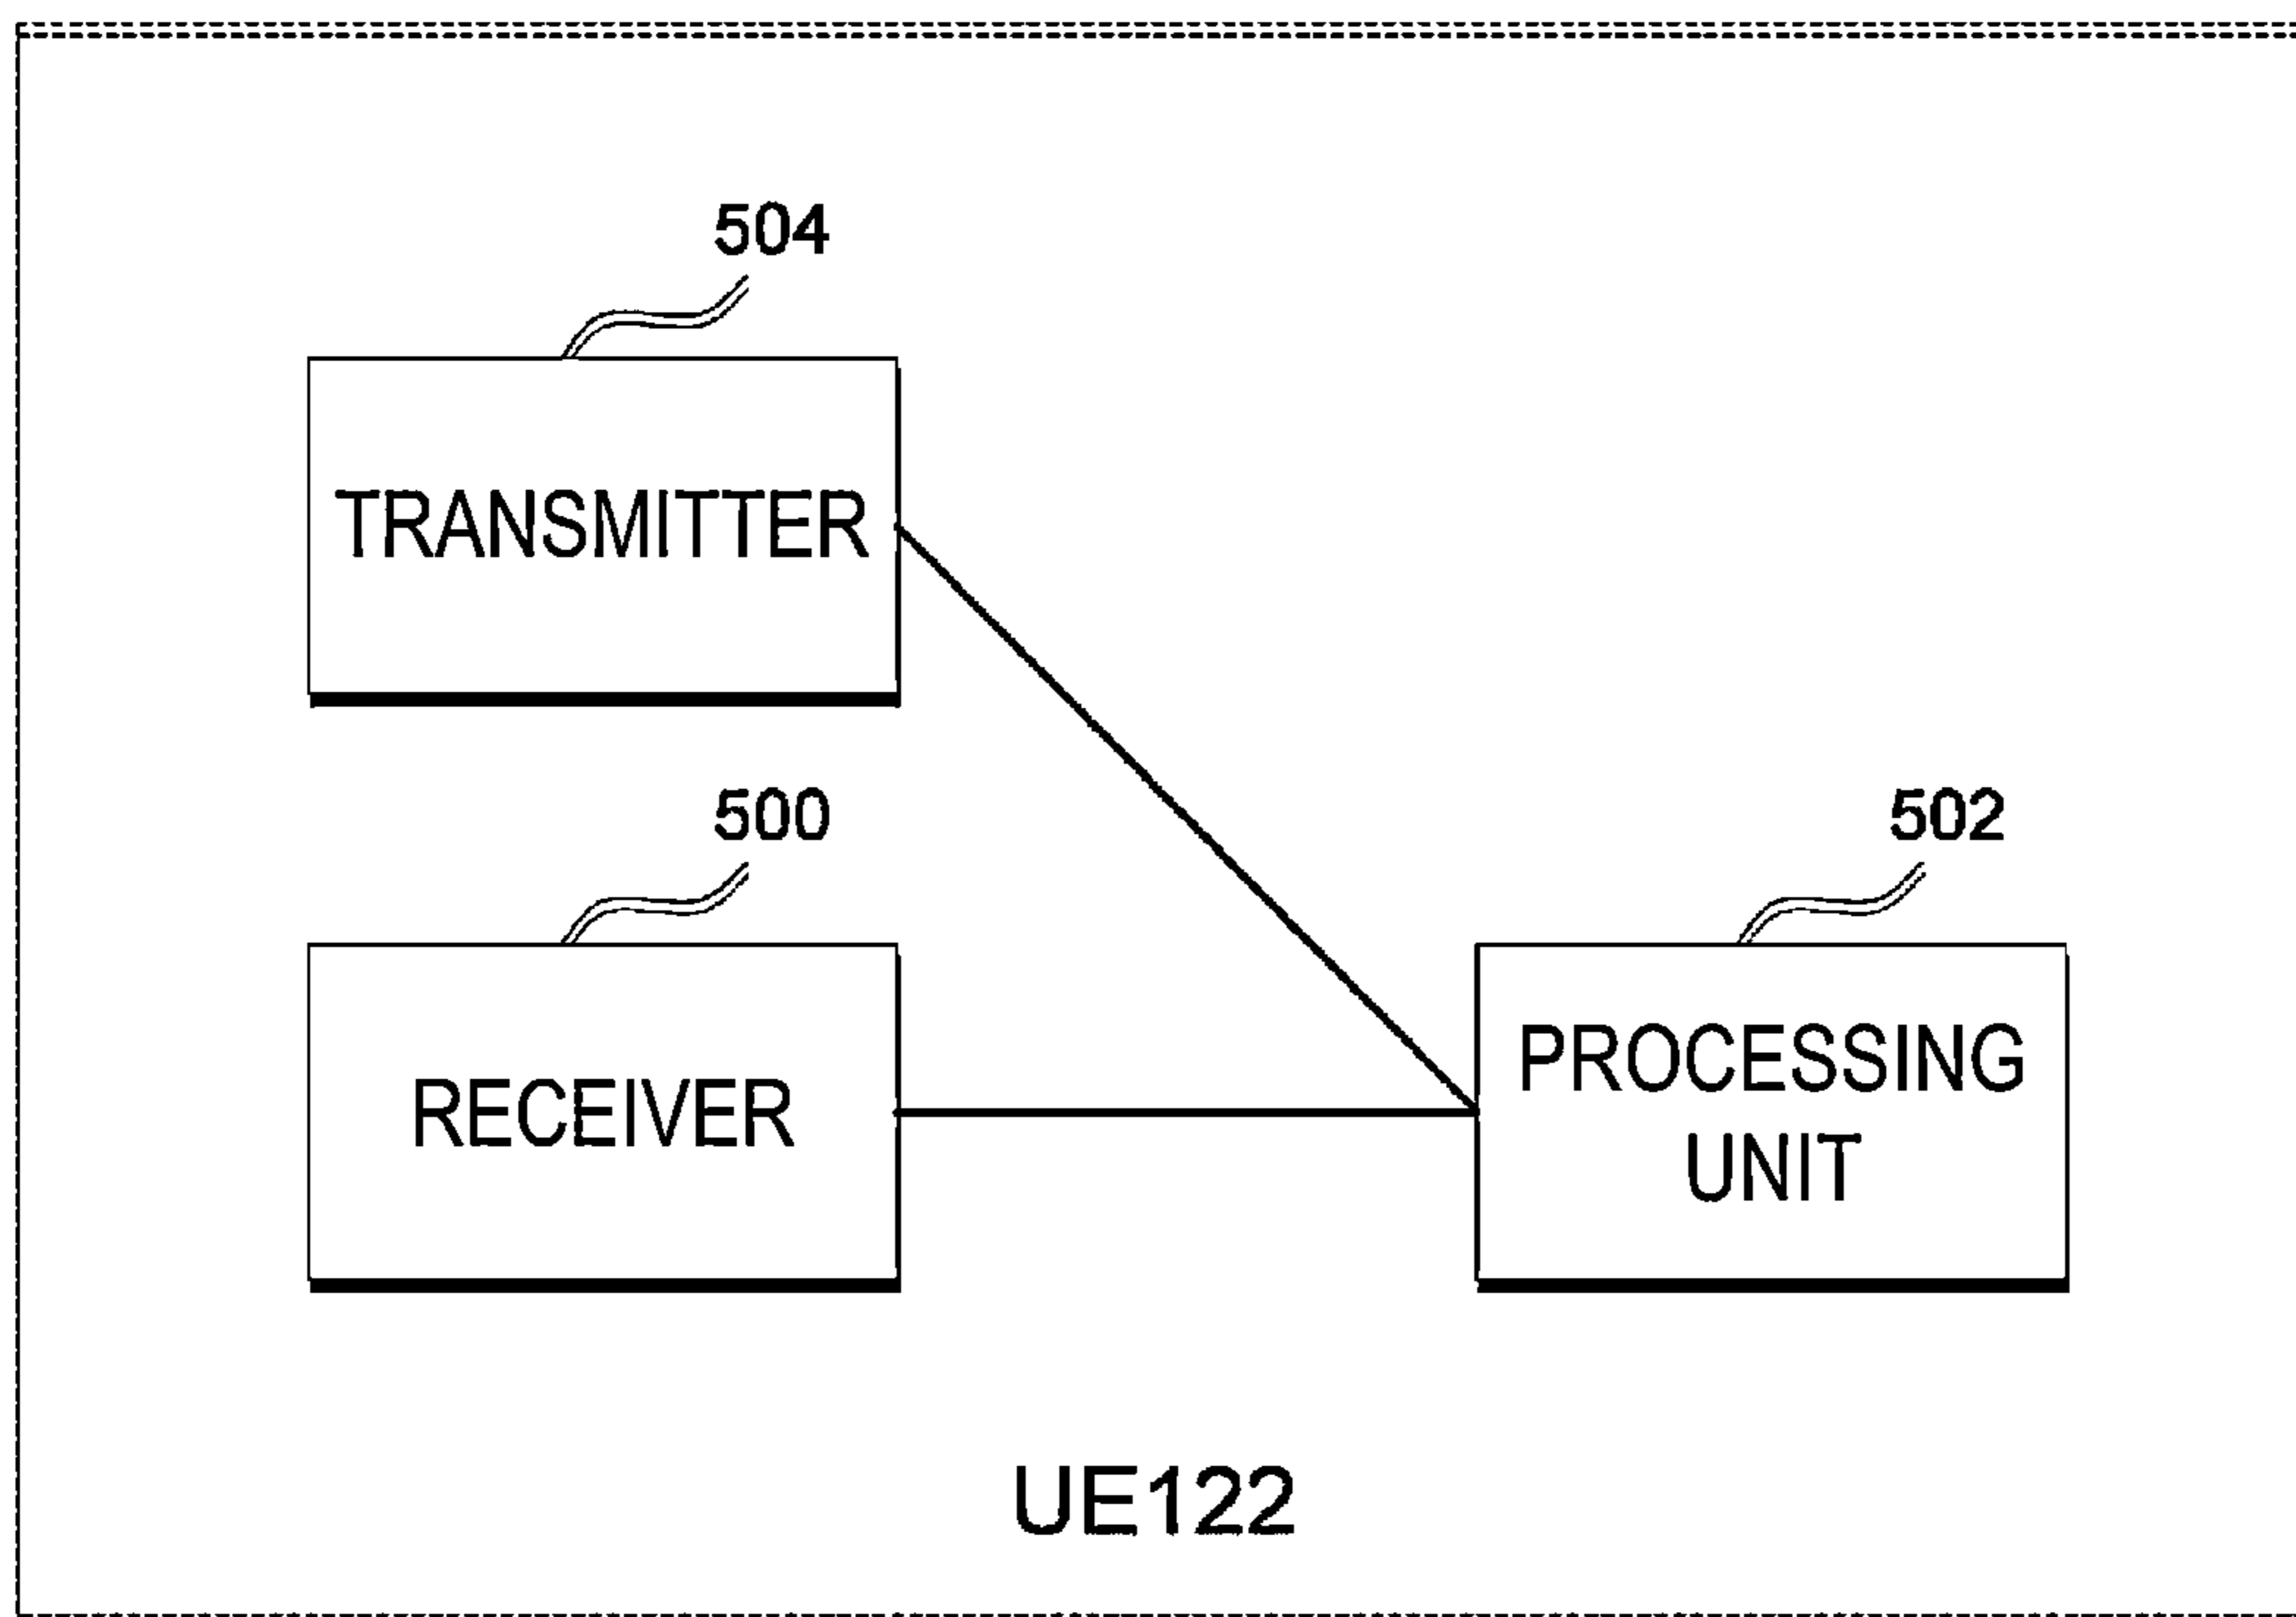 504
TRANSMITTER
500
RECEIVER
502
PROCESSING
UNIT
UE122